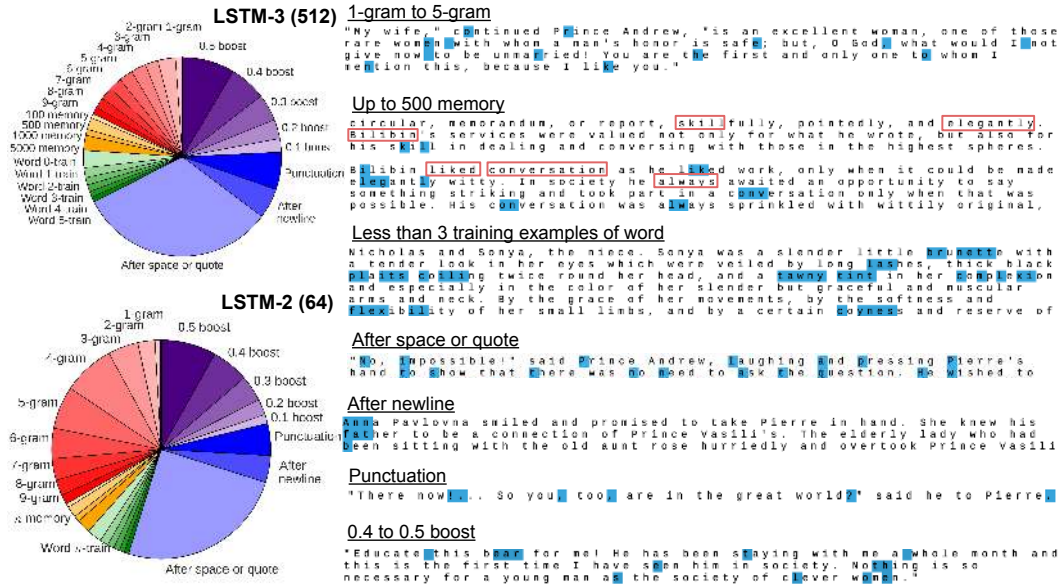 LSTM-3 (512)
1-gram
2-gram
3-gram
4-gram
5-gram
6-gram
7-gram
8-gram
9-gram
100 memory
500 memory
1000 memory
5000 memory
Word 0-train
Word 1-train
Word 2-train
Word 3-train
Word 4-train
Word 5-train
After space or quote
0.5 boost
0.4 boost
0.3 boost
0.2 boost
0.1 boost
Punctuation
After
newline
LSTM-2 (64)
1 gram
2-gram
3-gram
4-gram
5-gram
6-gram
7-gram
8-gram
9-gram
n memory
Word n-train
After space or quote
0.5 boost
0.4 boost
0.3 boost
0.2 boost
0.1 boost
Punctuation
After
newline
1-gram to 5-gram
"My wife," continued Prince Andrew, "is an excellent woman, one of those
rare women with whom a man's honor is safe; but, O God, what would I not
give now to be unmarried! You are the first and only one to whom I
mention this, because I like you."
Up to 500 memory
circular, memorandum, or report, skillfully, pointedly, and elegantly.
Bilibin's services were valued not only for what he wrote, but also for
his skill in dealing and conversing with those in the highest spheres.
Bilibin liked conversation as he liked work, only when it could be made
elegantly witty. In society he always awaited an opportunity to say
something striking and took part in a conversation only when that was
possible. His conversation was always sprinkled with wittily original,
Less than 3 training examples of word
Nicholas and Sonya, the niece. Sonya was a slender little brunette with
a tender look in her eyes which were veiled by long lashes, thick black
plaits coiling twice round her head, and a tawny tint in her complexion
and especially in the color of her slender but graceful and muscular
arms and neck. By the grace of her movements, by the softness and
flexibility of her small limbs, and by a certain coyness and reserve of
After space or quote
"No, impossible!" said Prince Andrew, laughing and pressing Pierre's
hand to show that there was no need to ask the question. He wished to
After newline
Anna Pavlovna smiled and promised to take Pierre in hand. She knew his
father to be a connection of Prince Vasili's. The elderly lady who had
been sitting with the old aunt rose hurriedly and overtook Prince Vasili
Punctuation
"There now!... So you, too, are in the great world?" said he to Pierre.
0.4 to 0.5 boost
"Educate this bear for me! He has been staying with me a whole month and
this is the first time I have seen him in society. Nothing is so
necessary for a young man as the society of clever women."